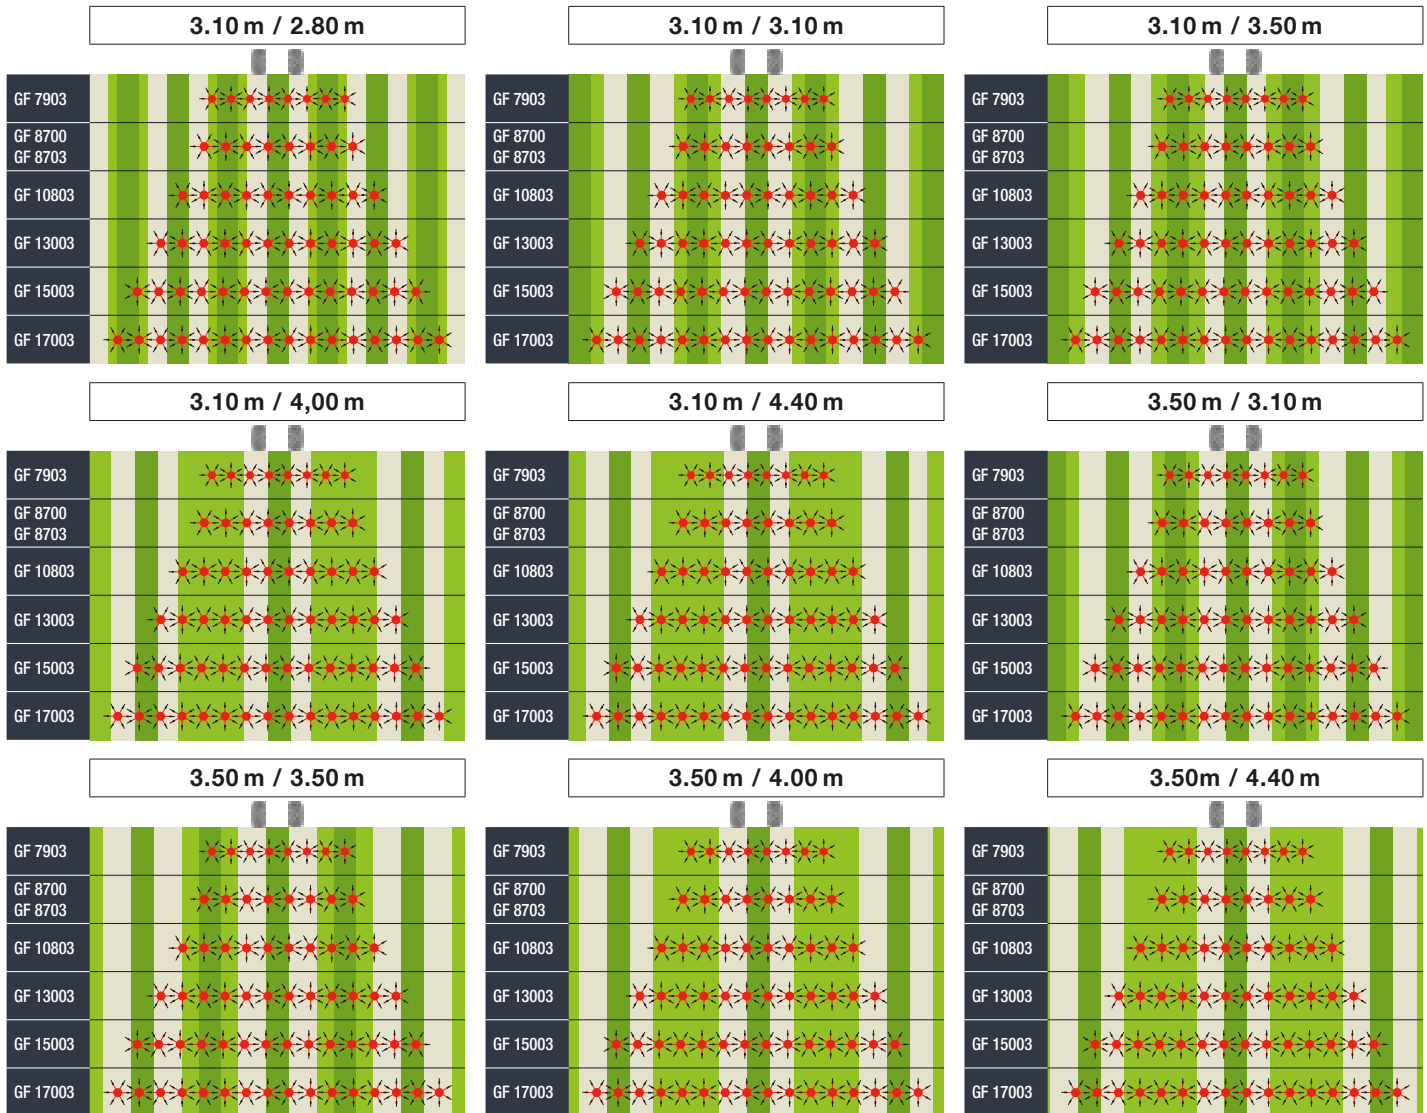 3.10 m / 2.80 m
GF 7903
GF 8700
GF 8703
GF 10803
GF 13003
GF 15003
GF 17003
3.10 m / 3.10 m
GF 7903
GF 8700
GF 8703
GF 10803
GF 13003
GF 15003
GF 17003
3.10 m / 3.50 m
GF 7903
GF 8700
GF 8703
GF 10803
GF 13003
GF 15003
GF 17003
3.10 m / 4,00 m
GF 7903
GF 8700
GF 8703
GF 10803
GF 13003
GF 15003
GF 17003
3.10 m / 4.40 m
GF 7903
GF 8700
GF 8703
GF 10803
GF 13003
GF 15003
GF 17003
3.50 m / 3.10 m
GF 7903
GF 8700
GF 8703
GF 10803
GF 13003
GF 15003
GF 17003
3.50 m / 3.50 m
GF 7903
GF 8700
GF 8703
GF 10803
GF 13003
GF 15003
GF 17003
3.50 m / 4.00 m
GF 7903
GF 8700
GF 8703
GF 10803
GF 13003
GF 15003
GF 17003
3.50m / 4.40 m
GF 7903
GF 8700
GF 8703
GF 10803
GF 13003
GF 15003
GF 17003